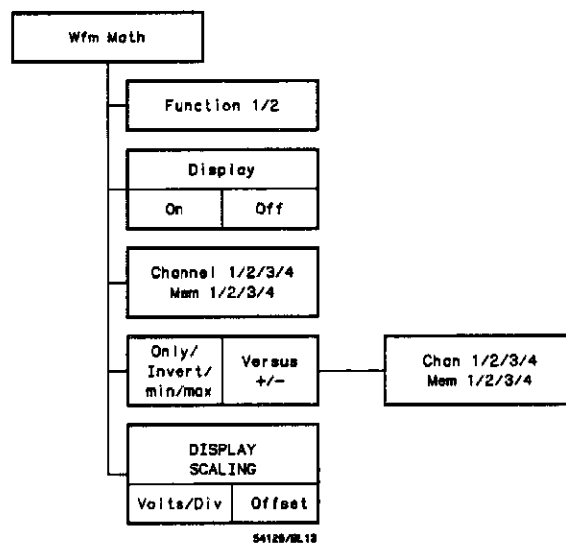 Wfm Math
Function 1/2
Display
On Off
Channel 1/2/3/4
Mem 1/2/3/4
Only/
Invert/
min/max
Versus
+/-
Chan 1/2/3/4
Mem 1/2/3/4
DISPLAY
SCALING
Volts/Div Offset